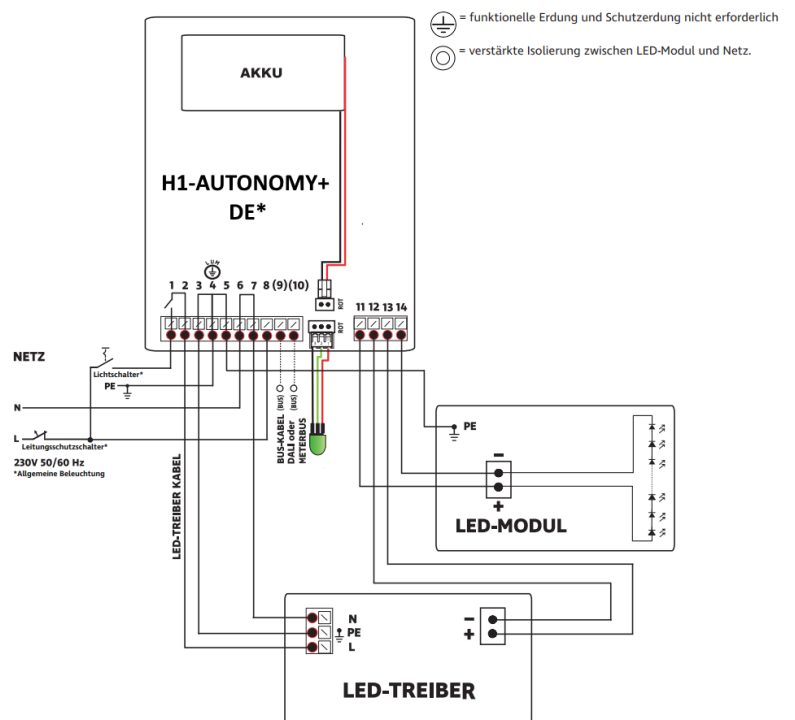 = funktionelle Erdung und Schutzerdung nicht erforderlich
= verstärkte Isolierung zwischen LED-Modul und Netz.
AKKU
H1-AUTONOMY+
DE*
1 2 3 4 5 6 7 8 (9) (10)
11 12 13 14
ROT
ROT
NETZ
Lichtschalter*
PE
N
L
Leitungsschutzschalter*
230V 50/60 Hz
*Allgemeine Beleuchtung
LED-TREIBER KABEL
BUS-KABEL (BUS)
DALI oder (BUS)
METERBUS
PE
-
+
LED-MODUL
N
PE
L
-
+
LED-TREIBER